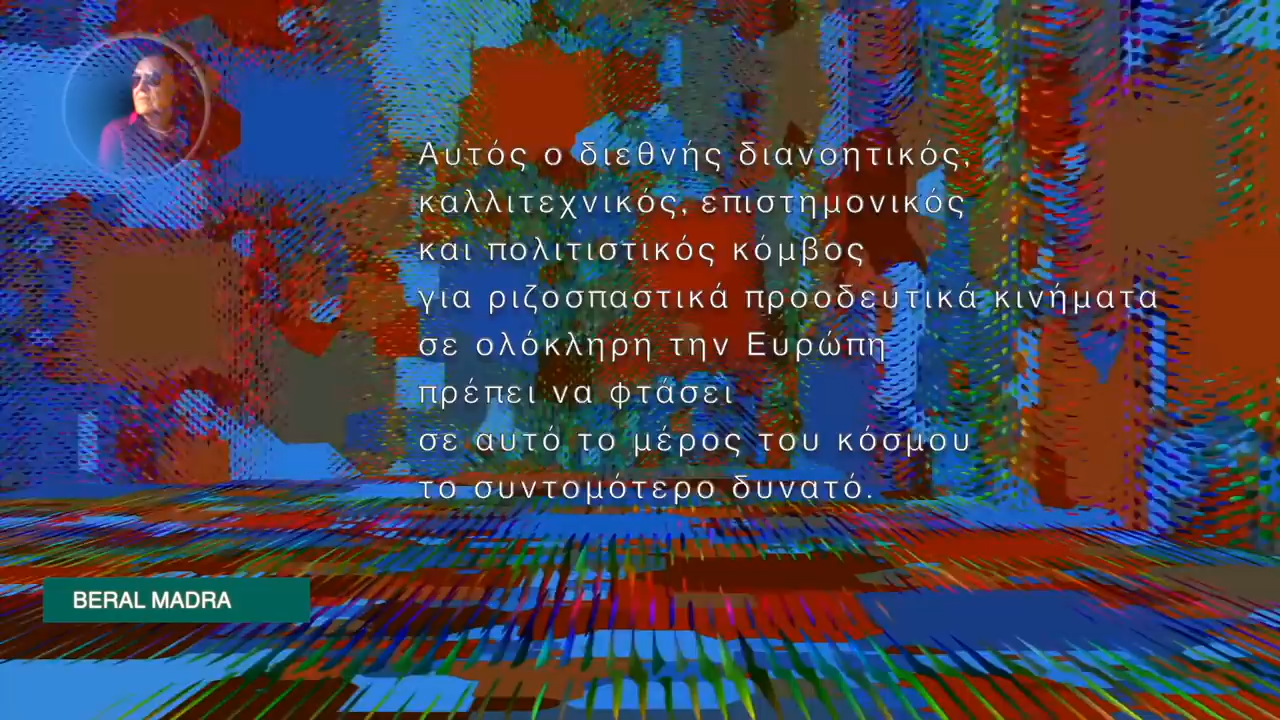 Αυτός ο διεθνής διανοητικός,
καλλιτεχνικός, επιστημονικός
και πολιτιστικός κόμβος
για ριζοσπαστικά προοδευτικά κινήματα
σε ολόκληρη την Ευρώπη
πρέπει να φτάσει
σε αυτό το μέρος του κόσμου
το συντομότερο δυνατό.
BERAL MADRA